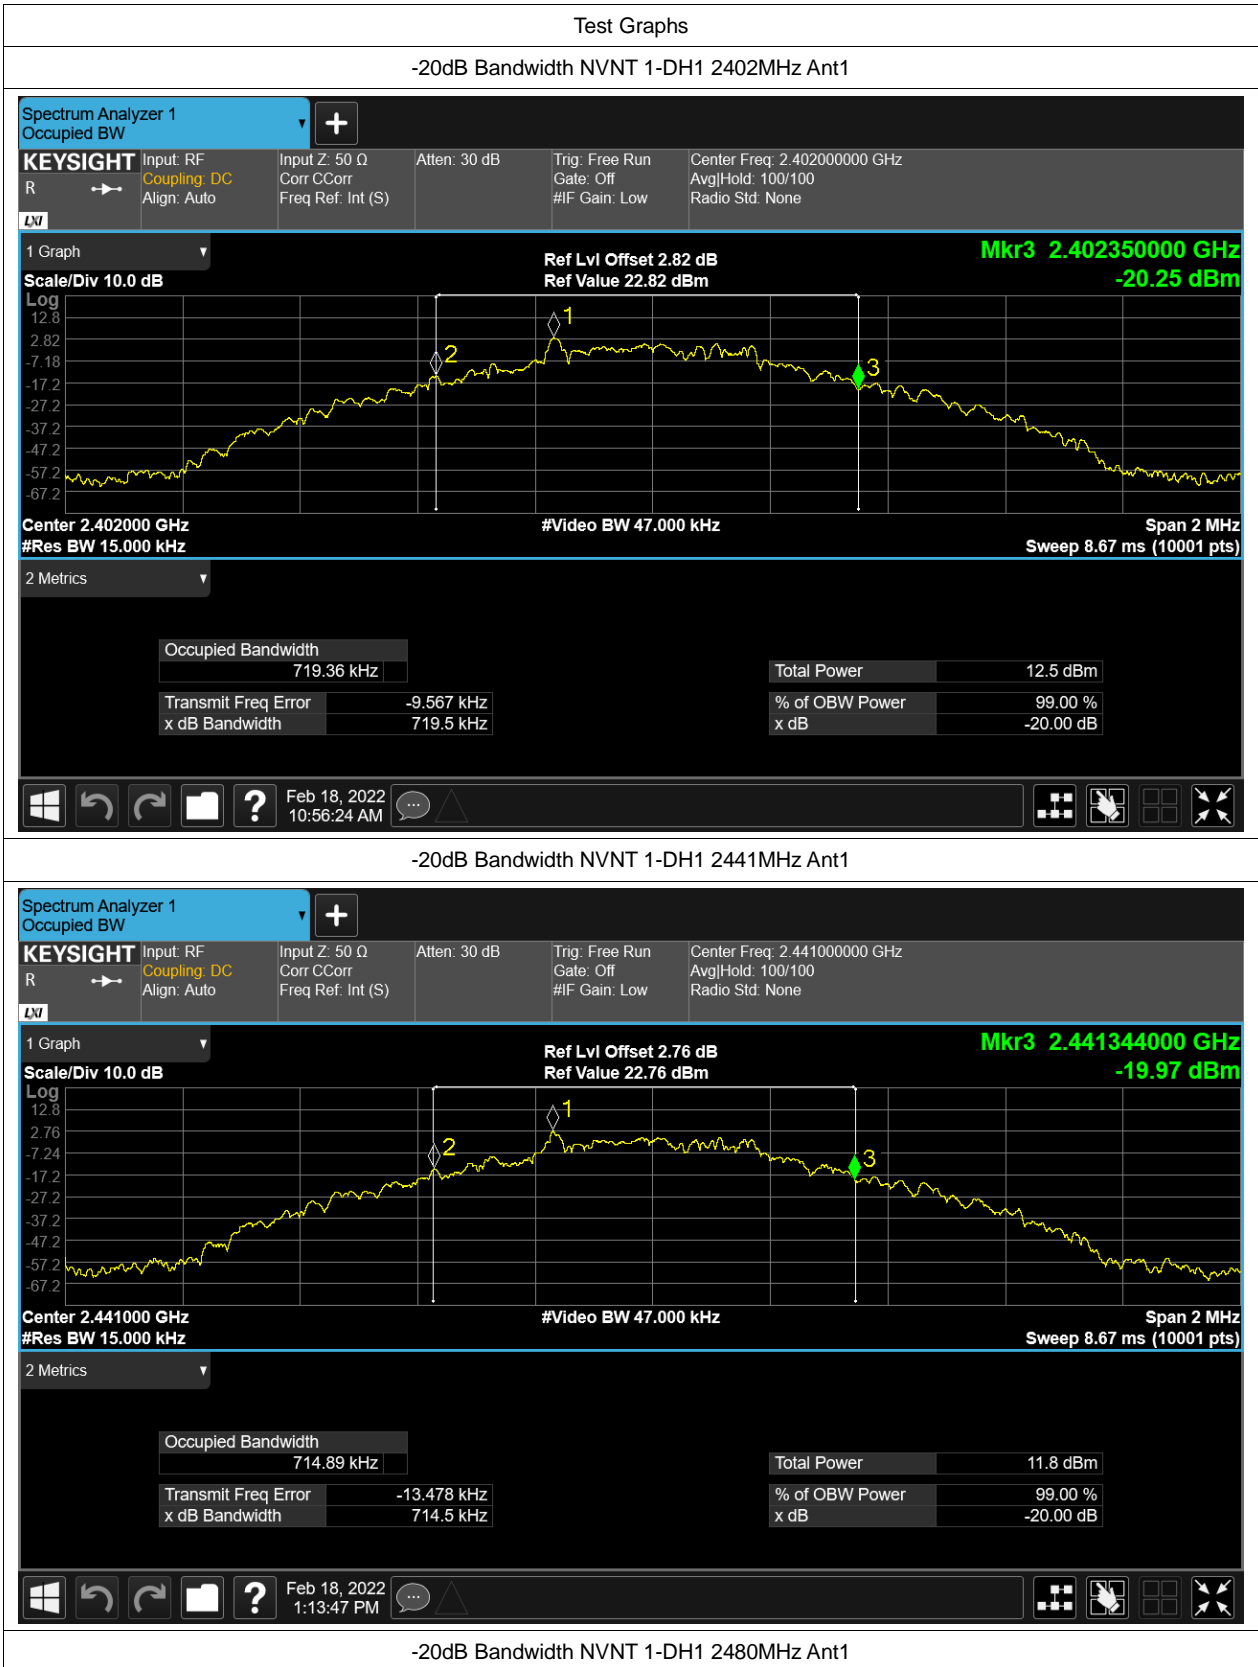 Test Graphs
-20dB Bandwidth NVNT 1-DH1 2402MHz Ant1
Spectrum Analyzer 1
Occupied BW
KEYSIGHT Input: RF Input Z: 50 Ω Atten: 30 dB Trig: Free Run Center Freq: 2.402000000 GHz
R Coupling: DC Corr CCorr Gate: Off Avg|Hold: 100/100
Align: Auto Freq Ref: Int (S) #IF Gain: Low Radio Std: None
LXI
1 Graph Ref Lvl Offset 2.82 dB Mkr3 2.402350000 GHz
Scale/Div 10.0 dB Ref Value 22.82 dBm -20.25 dBm
Log
12.8 1
2.82
-7.18 2
-17.2 3
-27.2
-37.2
-47.2
-57.2
-67.2
Center 2.402000 GHz #Video BW 47.000 kHz Span 2 MHz
#Res BW 15.000 kHz Sweep 8.67 ms (10001 pts)
2 Metrics
Occupied Bandwidth
719.36 kHz Total Power 12.5 dBm
Transmit Freq Error -9.567 kHz % of OBW Power 99.00 %
x dB Bandwidth 719.5 kHz x dB -20.00 dB
? Feb 18, 2022
10:56:24 AM
-20dB Bandwidth NVNT 1-DH1 2441MHz Ant1
Spectrum Analyzer 1
Occupied BW
KEYSIGHT Input: RF Input Z: 50 Ω Atten: 30 dB Trig: Free Run Center Freq: 2.441000000 GHz
R Coupling: DC Corr CCorr Gate: Off Avg|Hold: 100/100
Align: Auto Freq Ref: Int (S) #IF Gain: Low Radio Std: None
LXI
1 Graph Ref Lvl Offset 2.76 dB Mkr3 2.441344000 GHz
Scale/Div 10.0 dB Ref Value 22.76 dBm -19.97 dBm
Log
12.8 1
2.76
-7.24 2
-17.2 3
-27.2
-37.2
-47.2
-57.2
-67.2
Center 2.441000 GHz #Video BW 47.000 kHz Span 2 MHz
#Res BW 15.000 kHz Sweep 8.67 ms (10001 pts)
2 Metrics
Occupied Bandwidth
714.89 kHz Total Power 11.8 dBm
Transmit Freq Error -13.478 kHz % of OBW Power 99.00 %
x dB Bandwidth 714.5 kHz x dB -20.00 dB
? Feb 18, 2022
1:13:47 PM
-20dB Bandwidth NVNT 1-DH1 2480MHz Ant1